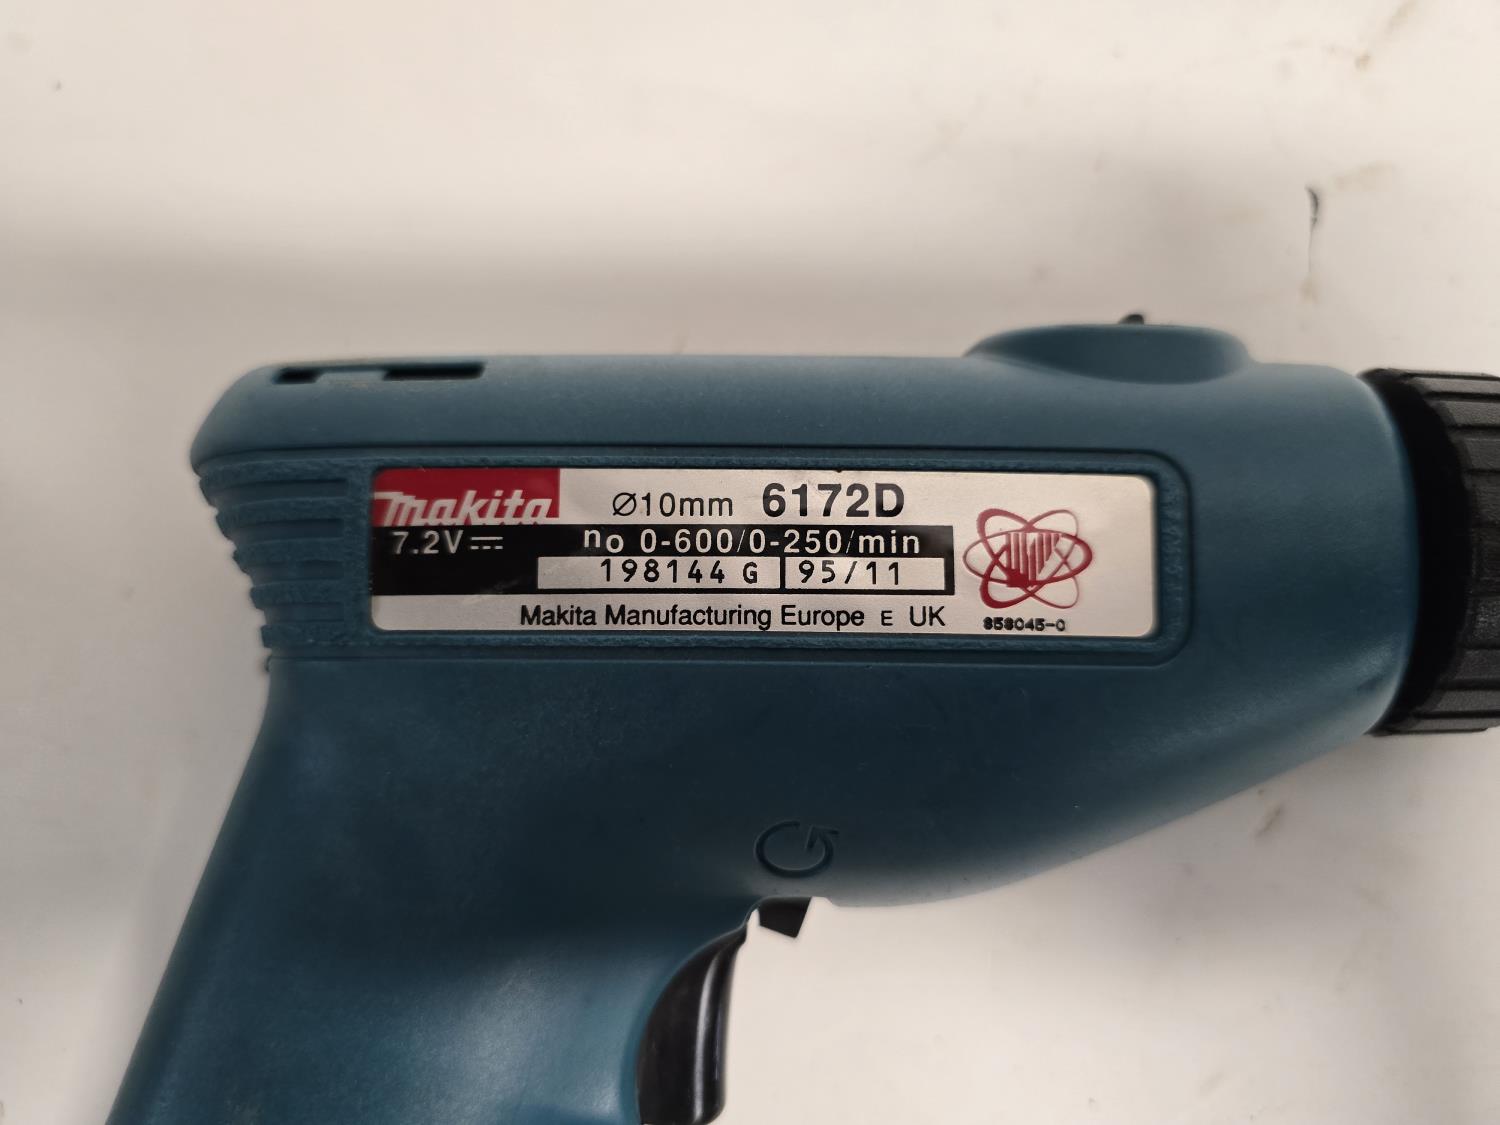 makita
Ø10mm 6172D
7.2V no 0-600/0-250/min
198144 G 95/11
Makita Manufacturing Europe E UK
858045-0